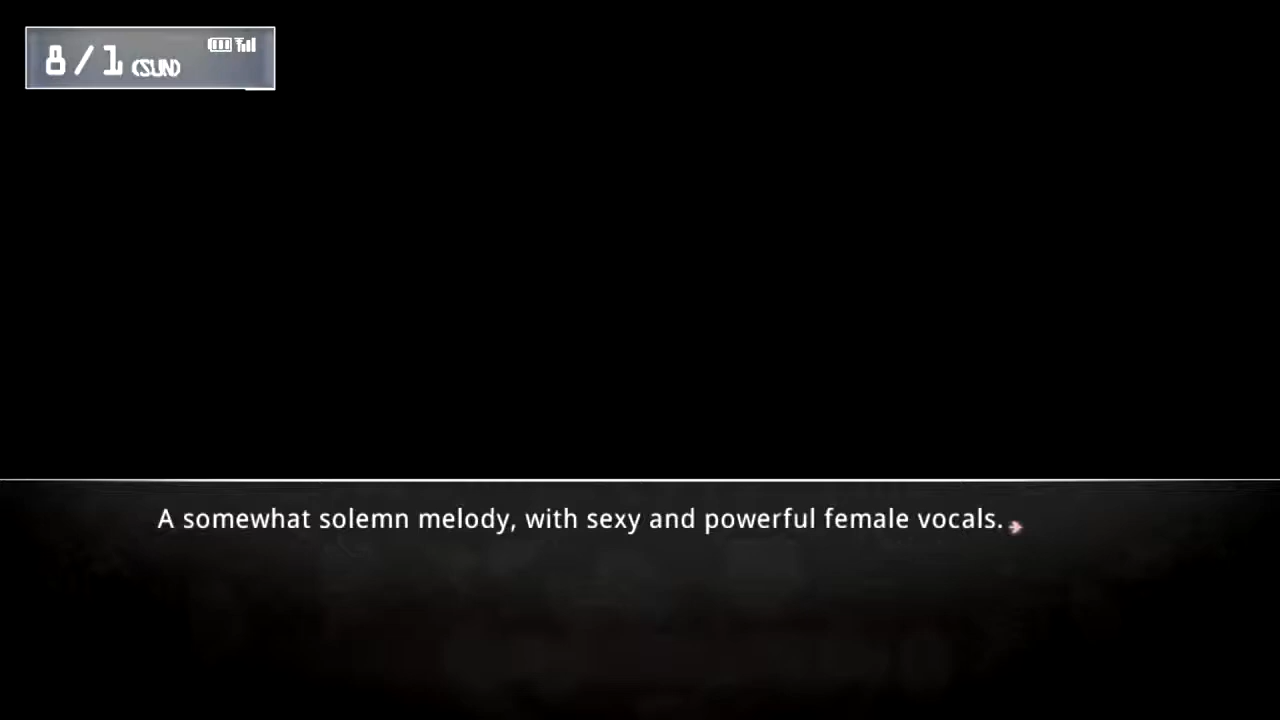 8/1 (SUN)
A somewhat solemn melody, with sexy and powerful female vocals.